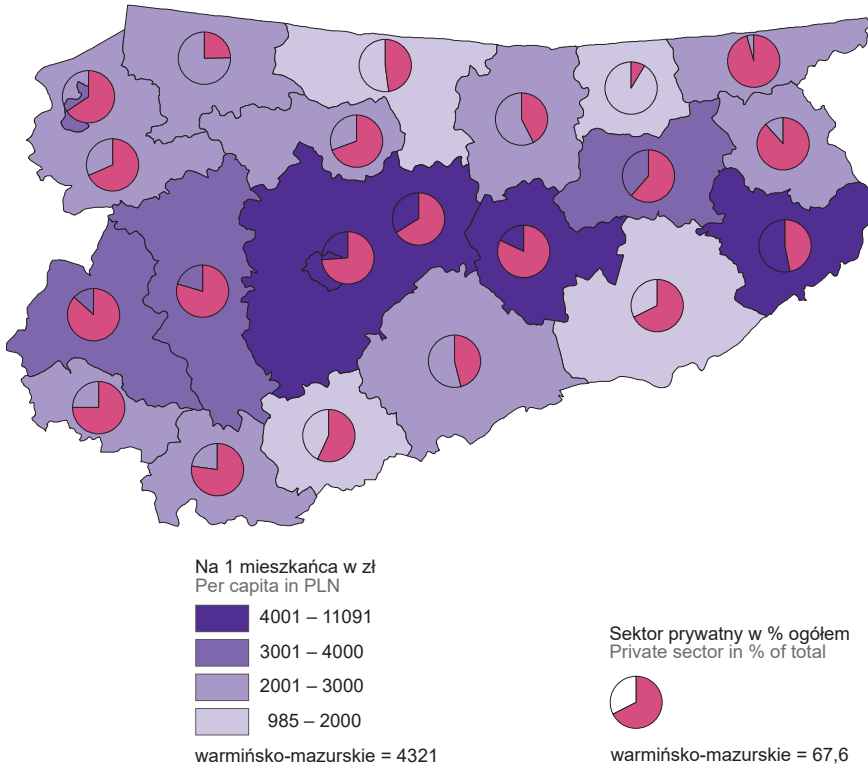 Na 1 mieszkańca w zł
Per capita in PLN
4001 – 11091
3001 – 4000
2001 – 3000
985 – 2000
warmińsko-mazurskie = 4321
Sektor prywatny w % ogółem
Private sector in % of total
warmińsko-mazurskie = 67,6